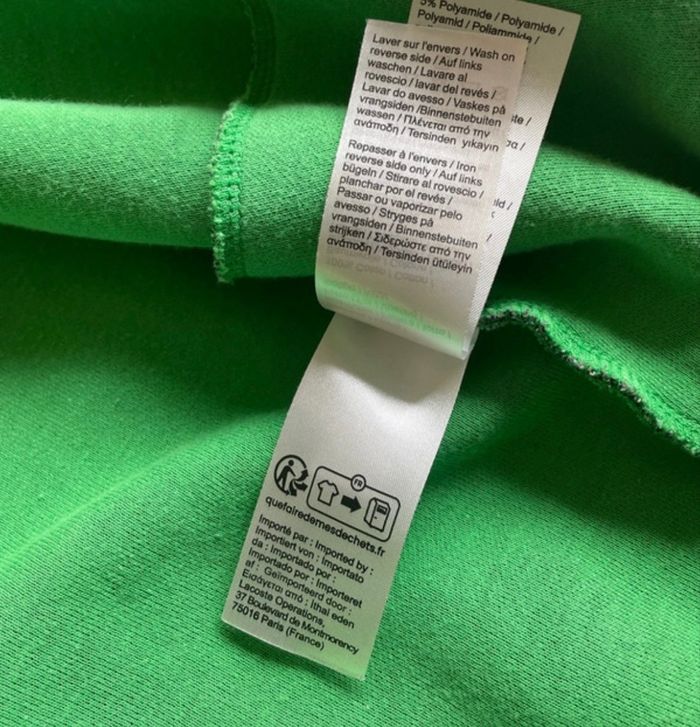 5% Polyamide / Polyamide /
Polyamid / Poliammide /
Laver sur l'envers / Wash on
reverse side / Auf links
waschen / Lavare al
rovescio / lavar del revés /
Lavar do avesso / Vaskes på
vrangsiden /Binnenstebuiten
wassen / Πλένεται από την
ανάποδη / Tersinden yıkayın
Repasser à l'envers / Iron
reverse side only / Auf links
bügeln / Stirare al rovescio /
planchar por el revés /
Passar ou vaporizar pelo
avesso / Stryges på
vrangsiden / Binnenstebuiten /
strijken / Σιδερώστε από την
ανάποδη / Tersinden ütüleyin
FR
quefairedemesdechets.fr
Importé par : Imported by :
Importiert von : Importato
da : Importado por :
Importado por : Importeret
af : Geïmporteerd door :
Εισάγεται από : Ithal eden
Lacoste Operations,
37 Boulevard de Montmorency
75016 Paris (France)